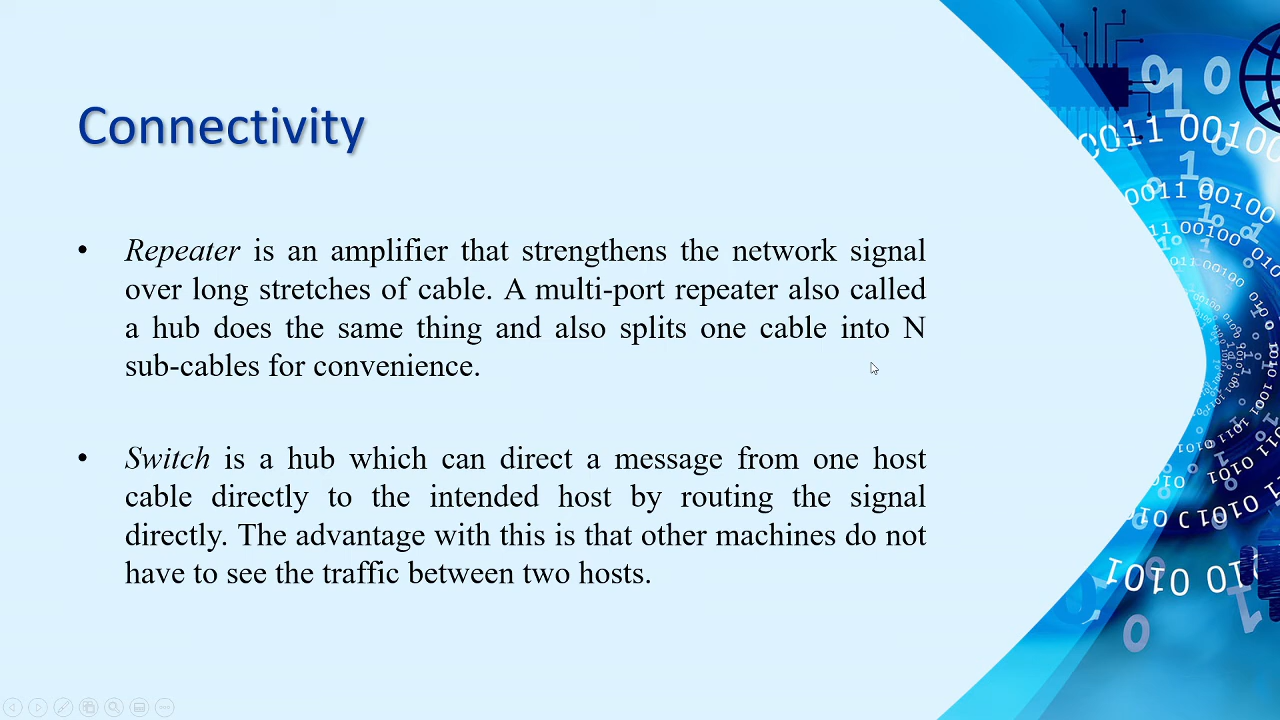 Connectivity
• Repeater is an amplifier that strengthens the network signal
over long stretches of cable. A multi-port repeater also called
a hub does the same thing and also splits one cable into N
sub-cables for convenience.
• Switch is a hub which can direct a message from one host
cable directly to the intended host by routing the signal
directly. The advantage with this is that other machines do not
have to see the traffic between two hosts.